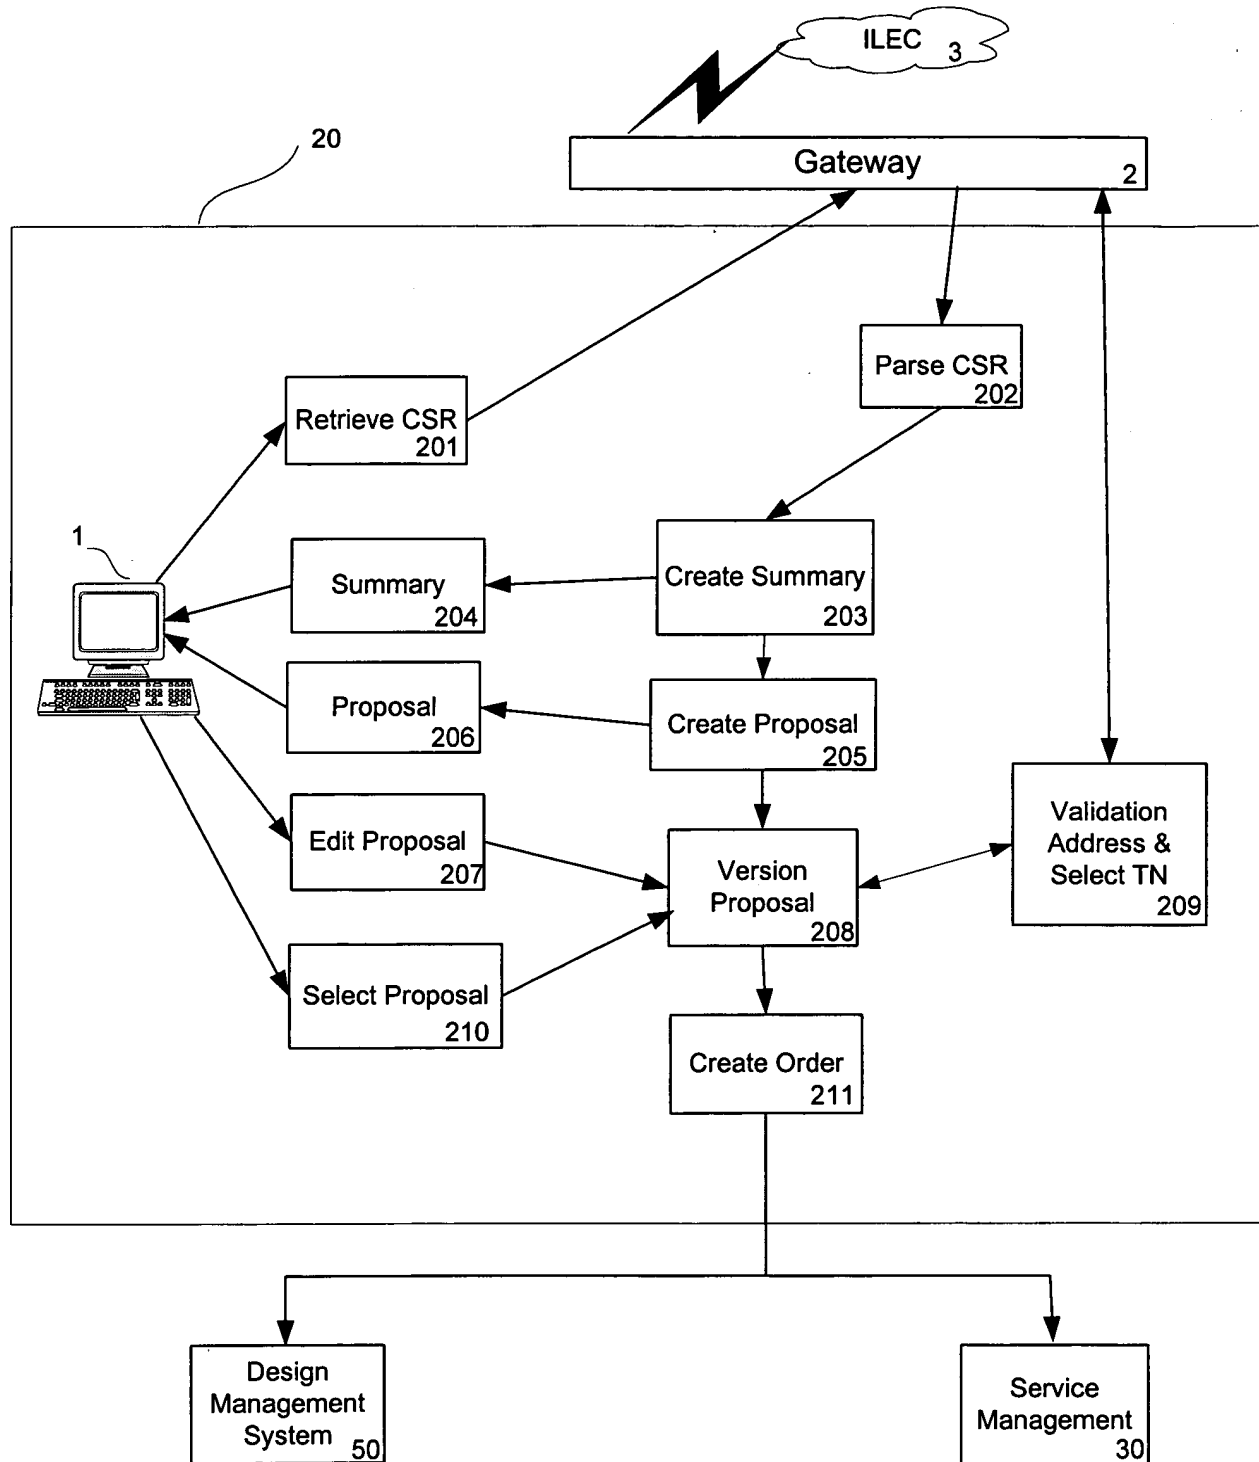 ILEC
3
20
Gateway
2
Parse CSR
202
Retrieve CSR
201
1
Summary
204
Create Summary
203
Proposal
206
Create Proposal
205
Edit Proposal
207
Version
Proposal
208
Validation
Address &
Select TN
209
Select Proposal
210
Create Order
211
Design
Management
System
50
Service
Management
30